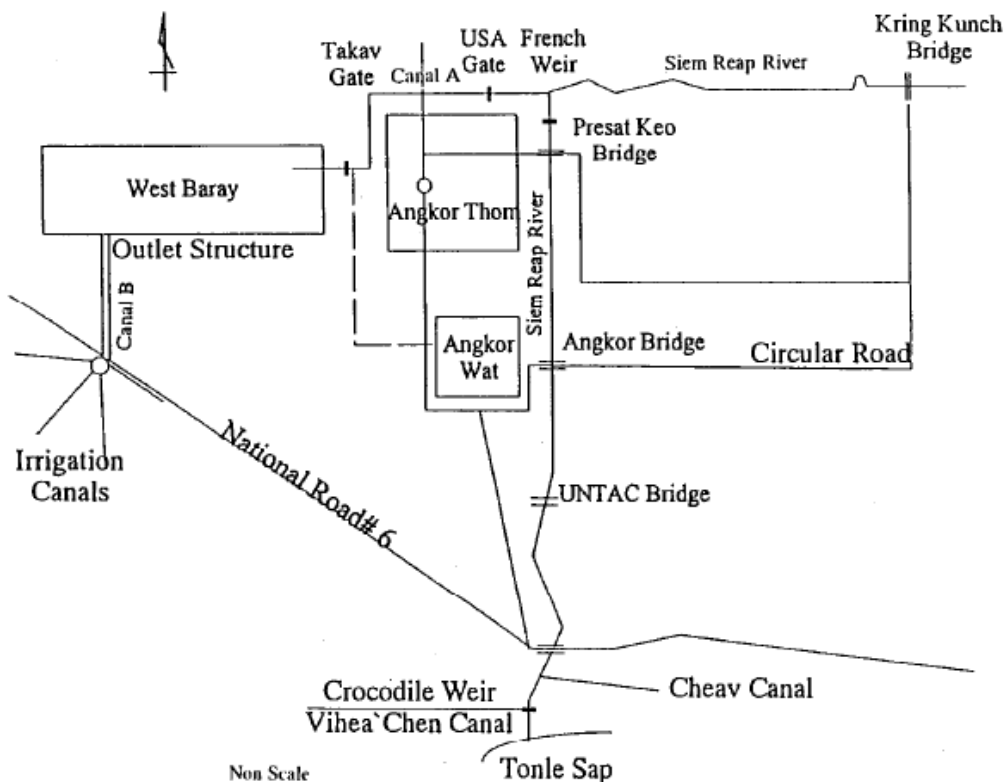 Kring Kunch
Bridge
USA
Gate
French
Weir
Takav
Gate
Canal A
Siem Reap River
Presat Keo
Bridge
West Baray
Angkor Thom
Outlet Structure
Siem Reap River
Canal B
Angkor
Wat
Angkor Bridge
Circular Road
National Road# 6
Irrigation
Canals
UNTAC Bridge
Crocodile Weir
Cheav Canal
Vihea`Chen Canal
Tonle Sap
Non Scale